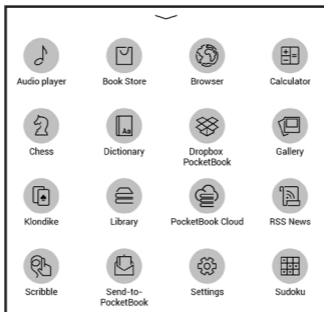 Audio player Book Store Browser Calculator
Chess Dictionary Dropbox PocketBook Gallery
Klondike Library PocketBook Cloud RSS News
Scribble Send-to-PocketBook Settings Sudoku